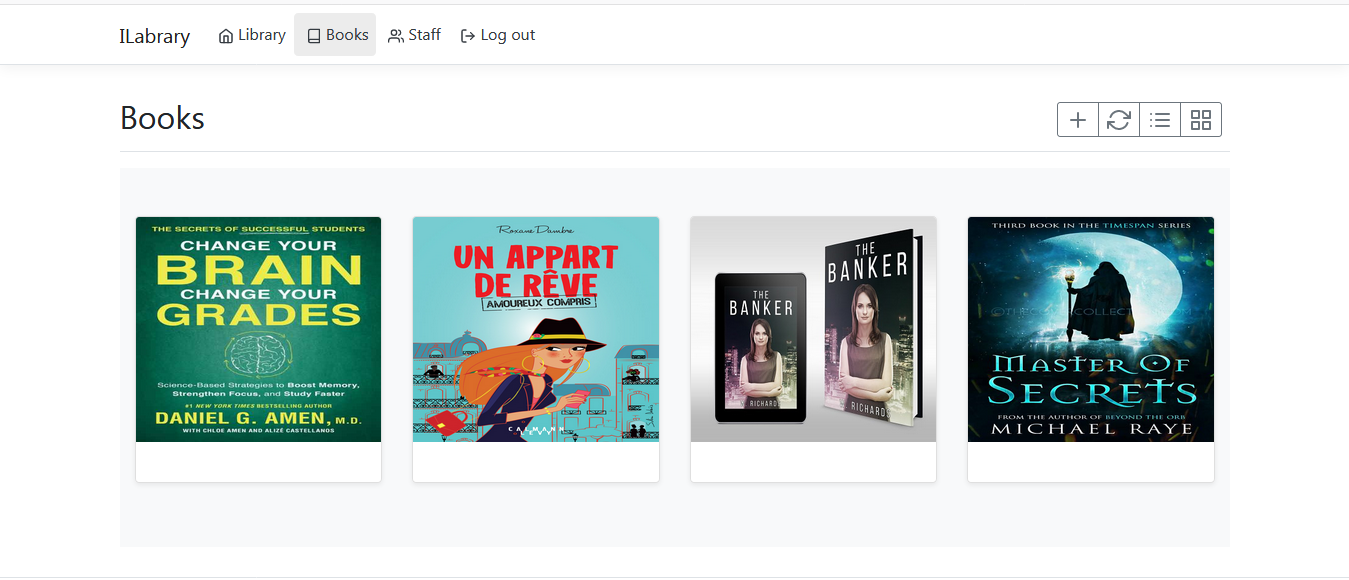 ILabrary
Library
Books
Staff
Log out
Books
THE SECRETS OF SUCCESSFUL STUDENTS
CHANGE YOUR
BRAIN
CHANGE YOUR
GRADES
Science-Based Strategies to Boost Memory,
Strengthen Focus, and Study Faster
#1 NEW YORK TIMES BESTSELLING AUTHOR
DANIEL G. AMEN, M.D.
WITH CHLOE AMEN AND ALIZÉ CASTELLANOS
Roxane Dambre
UN APPART
DE RÊVE
AMOUREUX COMPRIS
CALMANN
LEVY
THE
BANKER
RICHARD
THE
BANKER
RICHARDS
THIRD BOOK IN THE TIMESPAN SERIES
MASTER OF
SECRETS
FROM THE AUTHOR OF BEYOND THE ORB
MICHAEL RAYE